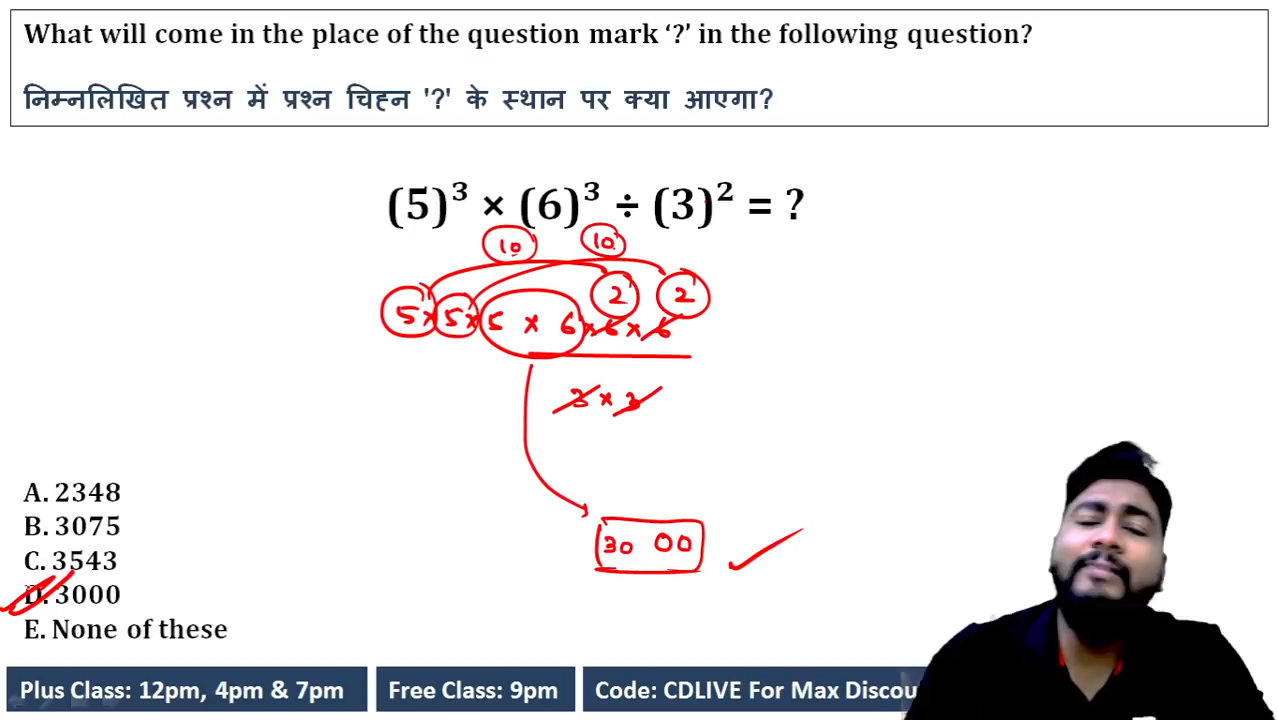 What will come in the place of the question mark ‘?’ in the following question?
निम्नलिखित प्रश्न में प्रश्न चिह्न '?' के स्थान पर क्या आएगा?
(5)³ × (6)³ ÷ (3)² = ?
10 10
2 2
5 × 5 × 5 × 6 × 6 × 6
3 × 3
30 00
A. 2348
B. 3075
C. 3543
D. 3000
E. None of these
Plus Class: 12pm, 4pm & 7pm Free Class: 9pm Code: CDLIVE For Max